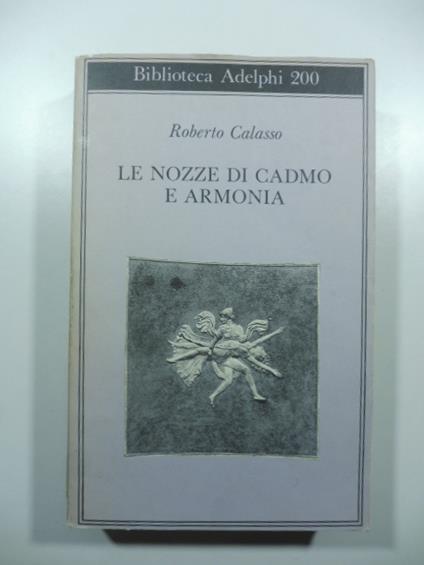 Biblioteca Adelphi 200
Roberto Calasso
LE NOZZE DI CADMO
E ARMONIA